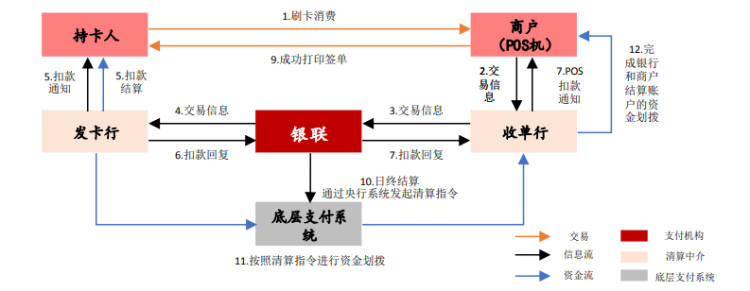 1.刷卡消费
持卡人
商户
（POS机）
9.成功打印签单
12.完
成银行
和商户
结算账
户的资
金划拨
5.扣款
通知
5.扣款
结算
2.交
易信
息
7.POS
扣款
通知
4.交易信息
3.交易信息
发卡行
银联
收单行
6.扣款回复
7.扣款回复
10.日终结算
通过央行系统发起清算指令
底层支付系
统
11.按照清算指令进行资金划拨
交易
支付机构
信息流
清算中介
资金流
底层支付系统